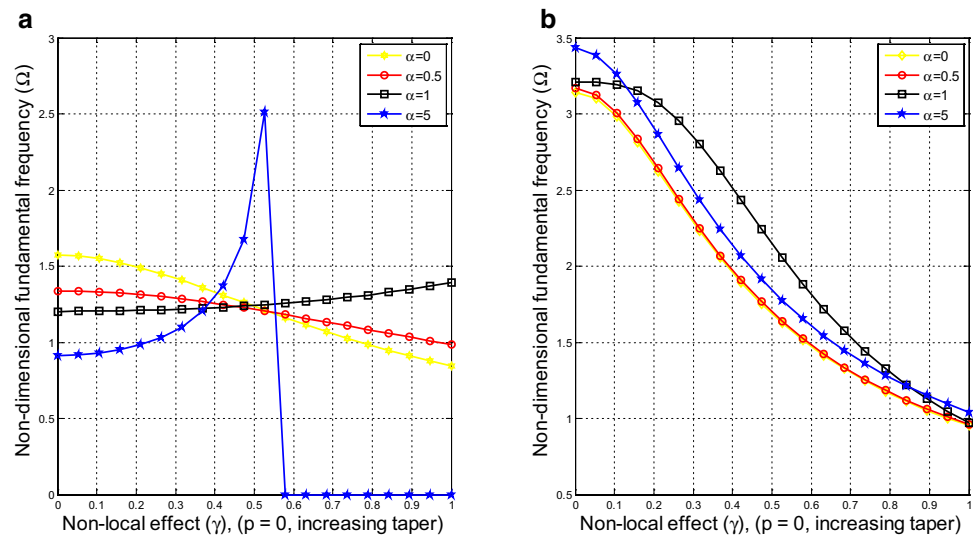 a
Non-dimensional fundamental frequency (Ω)
3
2.5
2
1.5
1
0.5
0
0 0.1 0.2 0.3 0.4 0.5 0.6 0.7 0.8 0.9 1
Non-local effect (γ), (p = 0, increasing taper)
α=0
α=0.5
α=1
α=5
b
Non-dimensional fundamental frequency (Ω)
3.5
3
2.5
2
1.5
1
0.5
0 0.1 0.2 0.3 0.4 0.5 0.6 0.7 0.8 0.9 1
Non-local effect (γ), (p = 0, increasing taper)
α=0
α=0.5
α=1
α=5